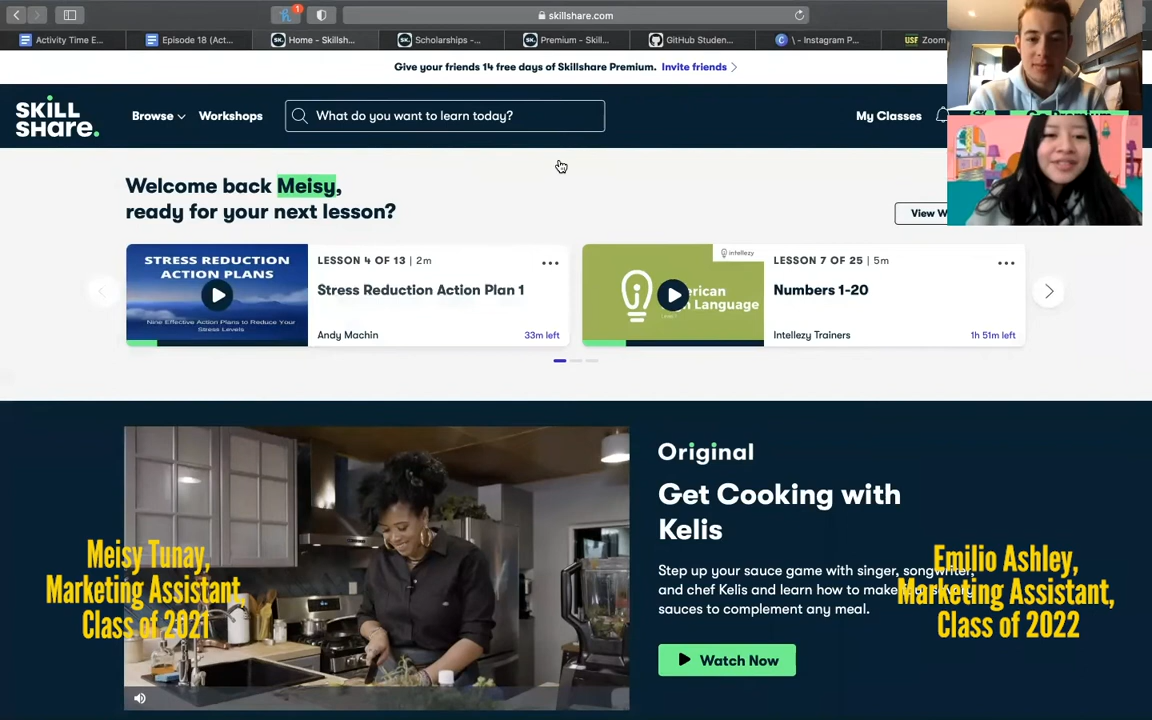 1
skillshare.com
Activity Time E...
Episode 18 (Act...
Home - Skillsh...
Scholarships -...
Premium - Skill...
GitHub Studen...
\ - Instagram P...
USF Zoom
Give your friends 14 free days of Skillshare Premium. Invite friends
SKILL
SHARE.
Browse
Workshops
What do you want to learn today?
My Classes
Welcome back Meisy,
ready for your next lesson?
View W
STRESS REDUCTION
ACTION PLANS
Nine Effective Action Plans to Reduce Your
Stress Levels
LESSON 4 OF 13 | 2m
Stress Reduction Action Plan 1
Andy Machin
33m left
intellezy
erican
n Language
LESSON 7 OF 25 | 5m
Numbers 1-20
Intellezy Trainers
1h 51m left
Original
Get Cooking with
Kelis
Step up your sauce game with singer, songwriter,
and chef Kelis and learn how to make four savory
sauces to complement any meal.
Watch Now
Meisy Tunay,
Marketing Assistant,
Class of 2021
Emilio Ashley,
Marketing Assistant,
Class of 2022